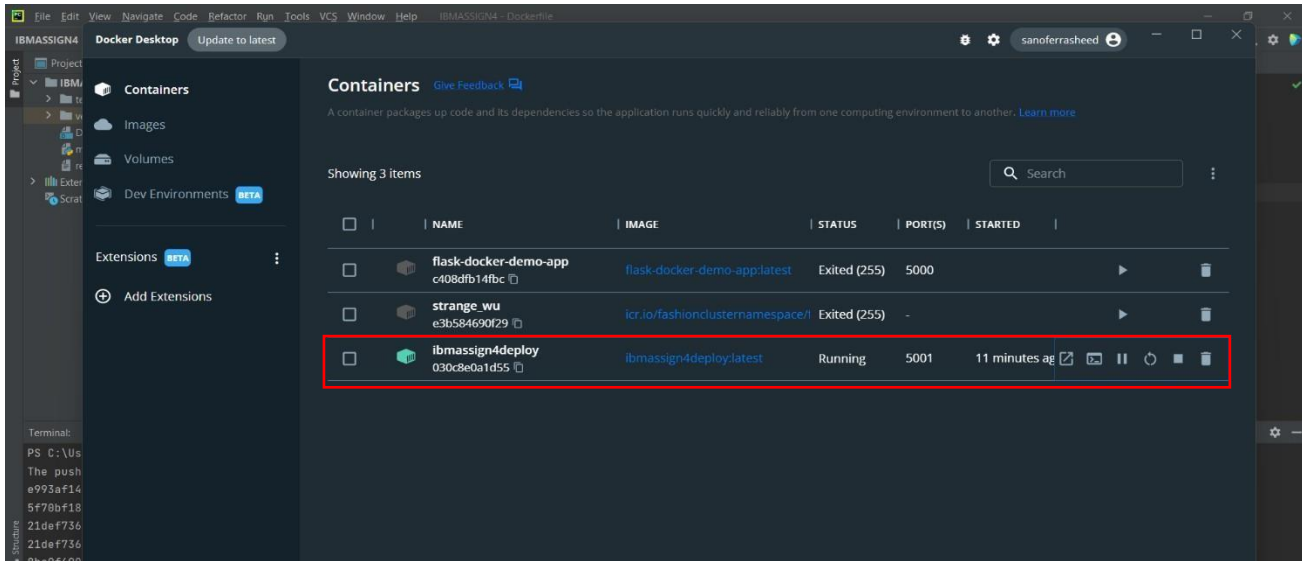 File Edit View Navigate Code Refactor Run Tools VCS Window Help IBMASSIGN4 - Dockerfile
IBMASSIGN4
Docker Desktop Update to latest sanoferrasheed
Project
Project
Containers
Images
Volumes
Dev Environments BETA
Extensions BETA
Add Extensions
Containers Give Feedback
A container packages up code and its dependencies so the application runs quickly and reliably from one computing environment to another. Learn more
Showing 3 items Search
NAME IMAGE STATUS PORT(S) STARTED
flask-docker-demo-app flask-docker-demo-app:latest Exited (255) 5000
c408dfb14fbc
strange_wu icr.io/fashionclusternamespace/ Exited (255) -
e3b584690f29
ibmassign4deploy ibmassign4deploy:latest Running 5001 11 minutes ag
030c8e0a1d55
Terminal:
PS C:\Us
The push
e993af14
5f70bf18
21def736
21def736
Structure